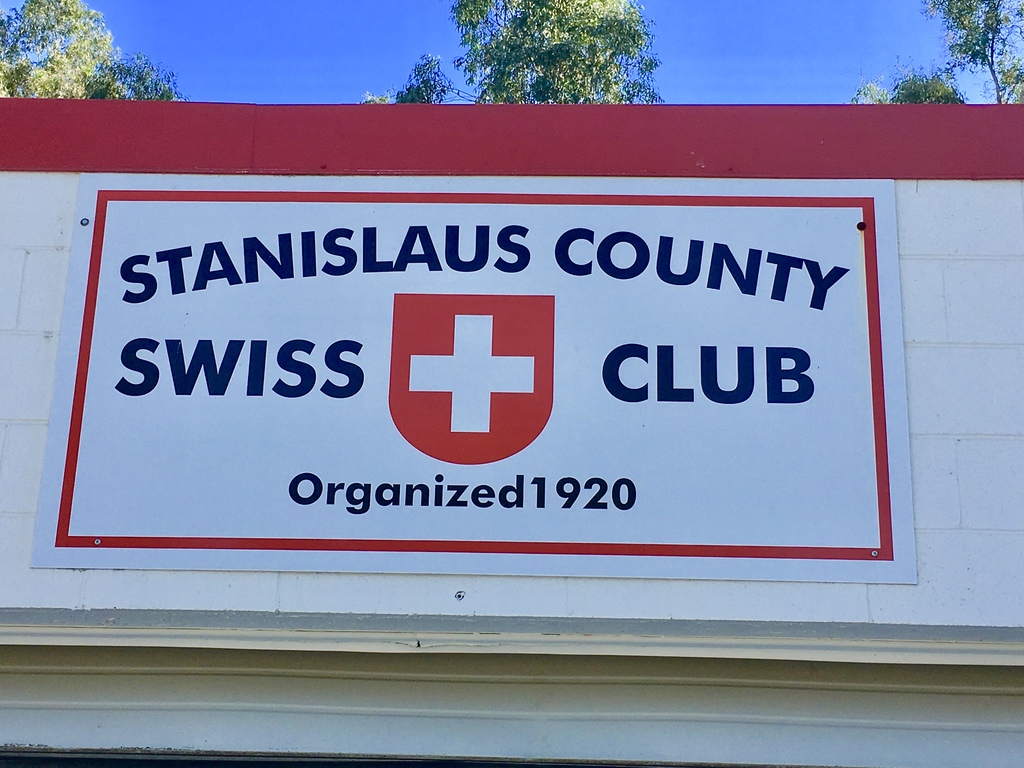 STANISLAUS COUNTY
SWISS CLUB
Organized1920